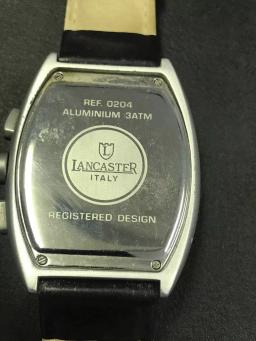 REF. 0204
ALUMINIUM 3ATM
L
LANCASTER
ITALY
REGISTERED DESIGN